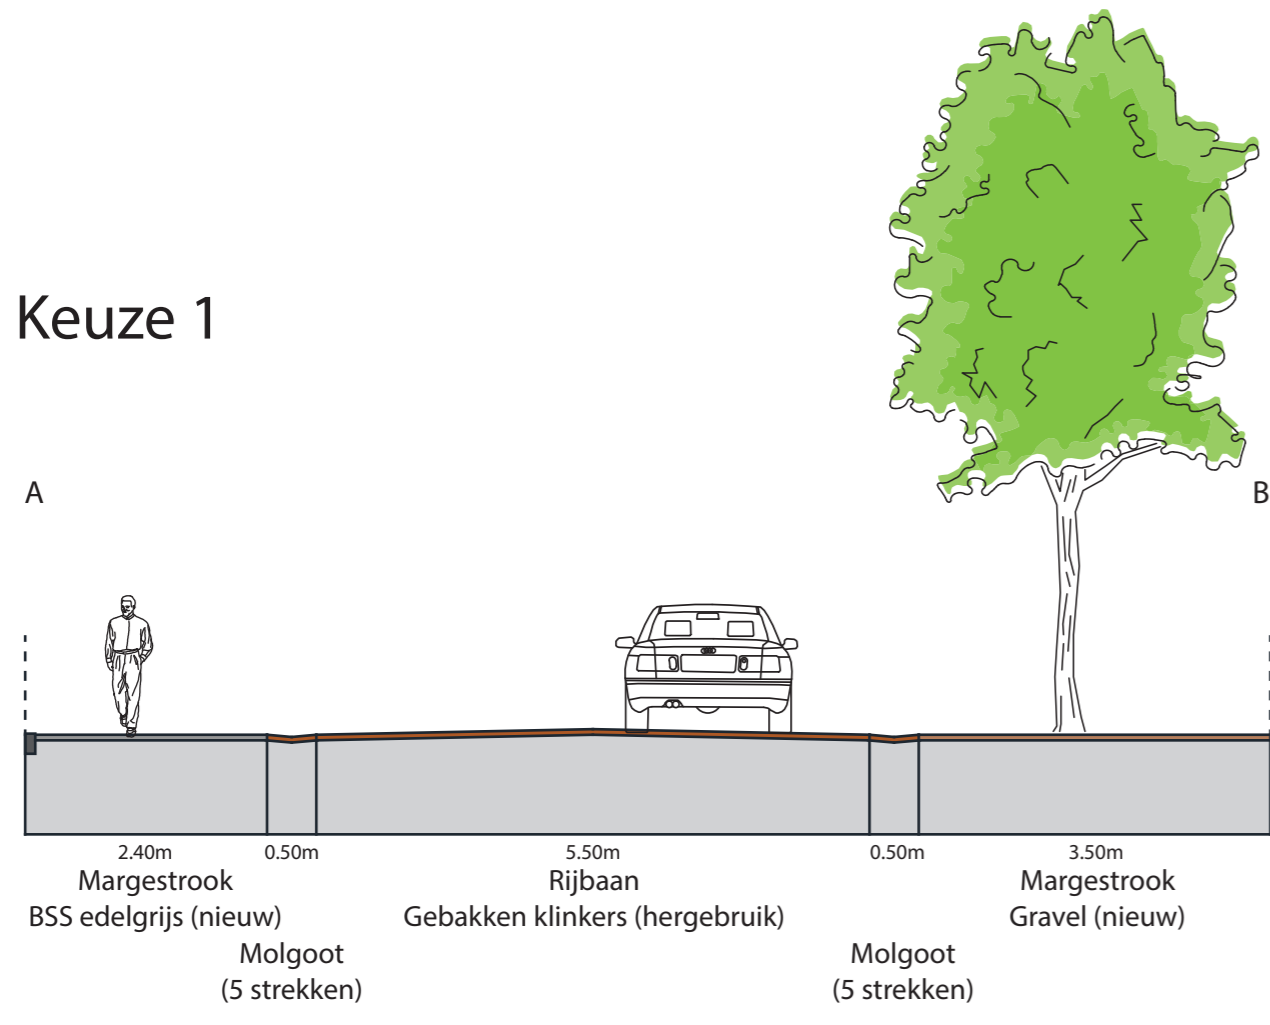 Keuze 1
A
B
2.40m
0.50m
5.50m
0.50m
3.50m
Margestrook
BSS edelgrijs (nieuw)
Rijbaan
Gebakken klinkers (hergebruik)
Margestrook
Gravel (nieuw)
Molgoot
(5 strekken)
Molgoot
(5 strekken)